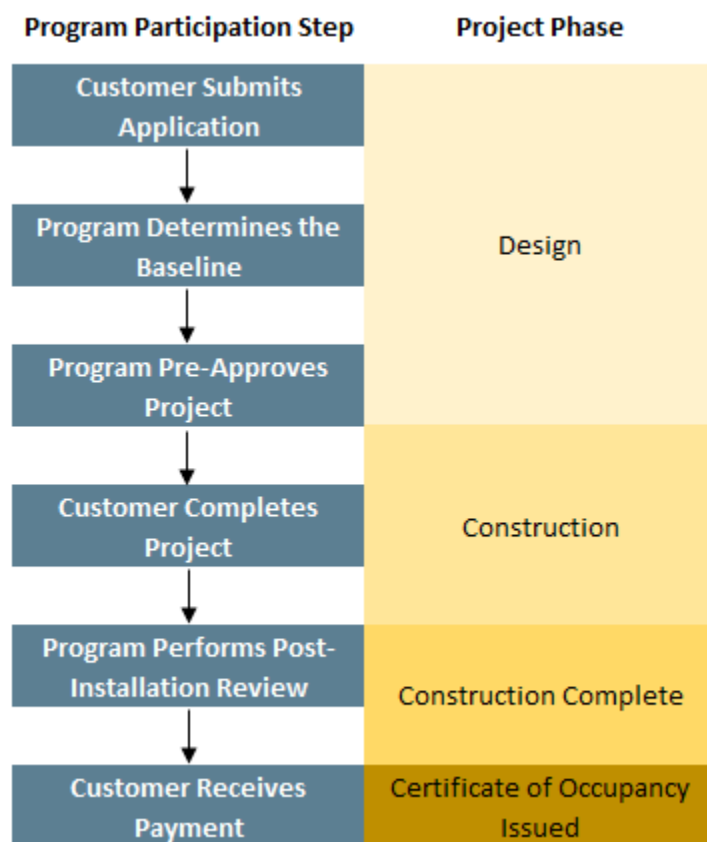 Program Participation Step
Project Phase
Customer Submits
Application
Program Determines the
Baseline
Design
Program Pre-Approves
Project
Customer Completes
Project
Construction
Program Performs Post-
Installation Review
Construction Complete
Customer Receives
Payment
Certificate of Occupancy
Issued